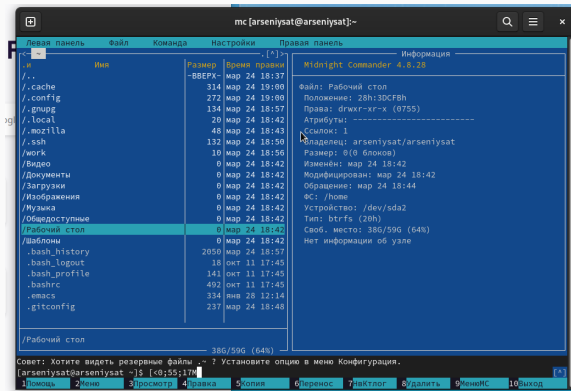 mc [arseniysat@arseniysat]:~
Левая панель Файл Команда Настройки Правая панель
<─ ~ .[^]>
.и Имя Размер Время правки
/.. -ВВЕРХ- мар 24 18:37
/.cache 314 мар 24 19:00
/.config 272 мар 24 19:00
/.gnupg 134 мар 24 18:57
/.local 20 мар 24 18:42
/.mozilla 48 мар 24 18:43
/.ssh 132 мар 24 18:50
/work 10 мар 24 18:56
/Видео 0 мар 24 18:42
/Документы 0 мар 24 18:42
/Загрузки 0 мар 24 18:42
/Изображения 0 мар 24 18:42
/Музыка 0 мар 24 18:42
/Общедоступные 0 мар 24 18:42
/Рабочий стол 0 мар 24 18:42
/Шаблоны 0 мар 24 18:42
.bash_history 2050 мар 24 18:57
.bash_logout 18 окт 11 17:45
.bash_profile 141 окт 11 17:45
.bashrc 492 окт 11 17:45
.emacs 334 янв 28 12:14
.gitconfig 237 мар 24 18:48
/Рабочий стол
38G/59G (64%)
Информация
Midnight Commander 4.8.28
Файл: Рабочий стол
Положение: 28h:3DCFBh
Права: drwxr-xr-x (0755)
Атрибуты: ----------------------
Ссылок: 1
Владелец: arseniysat/arseniysat
Размер: 0(0 блоков)
Изменён: мар 24 18:42
Модифицирован: мар 24 18:42
Обращение: мар 24 18:44
ФС: /home
Устройство: /dev/sda2
Тип: btrfs (20h)
Своб. место: 38G/59G (64%)
Нет информации об узле
Совет: Хотите видеть резервные файлы .~ ? Установите опцию в меню Конфигурация.
[arseniysat@arseniysat ~]$ [<0;55;17M [^]
1Помощь 2Меню 3Просмотр 4Правка 5Копия 6Перенос 7НвКтлог 8Удалить 9МенюМС 10Выход